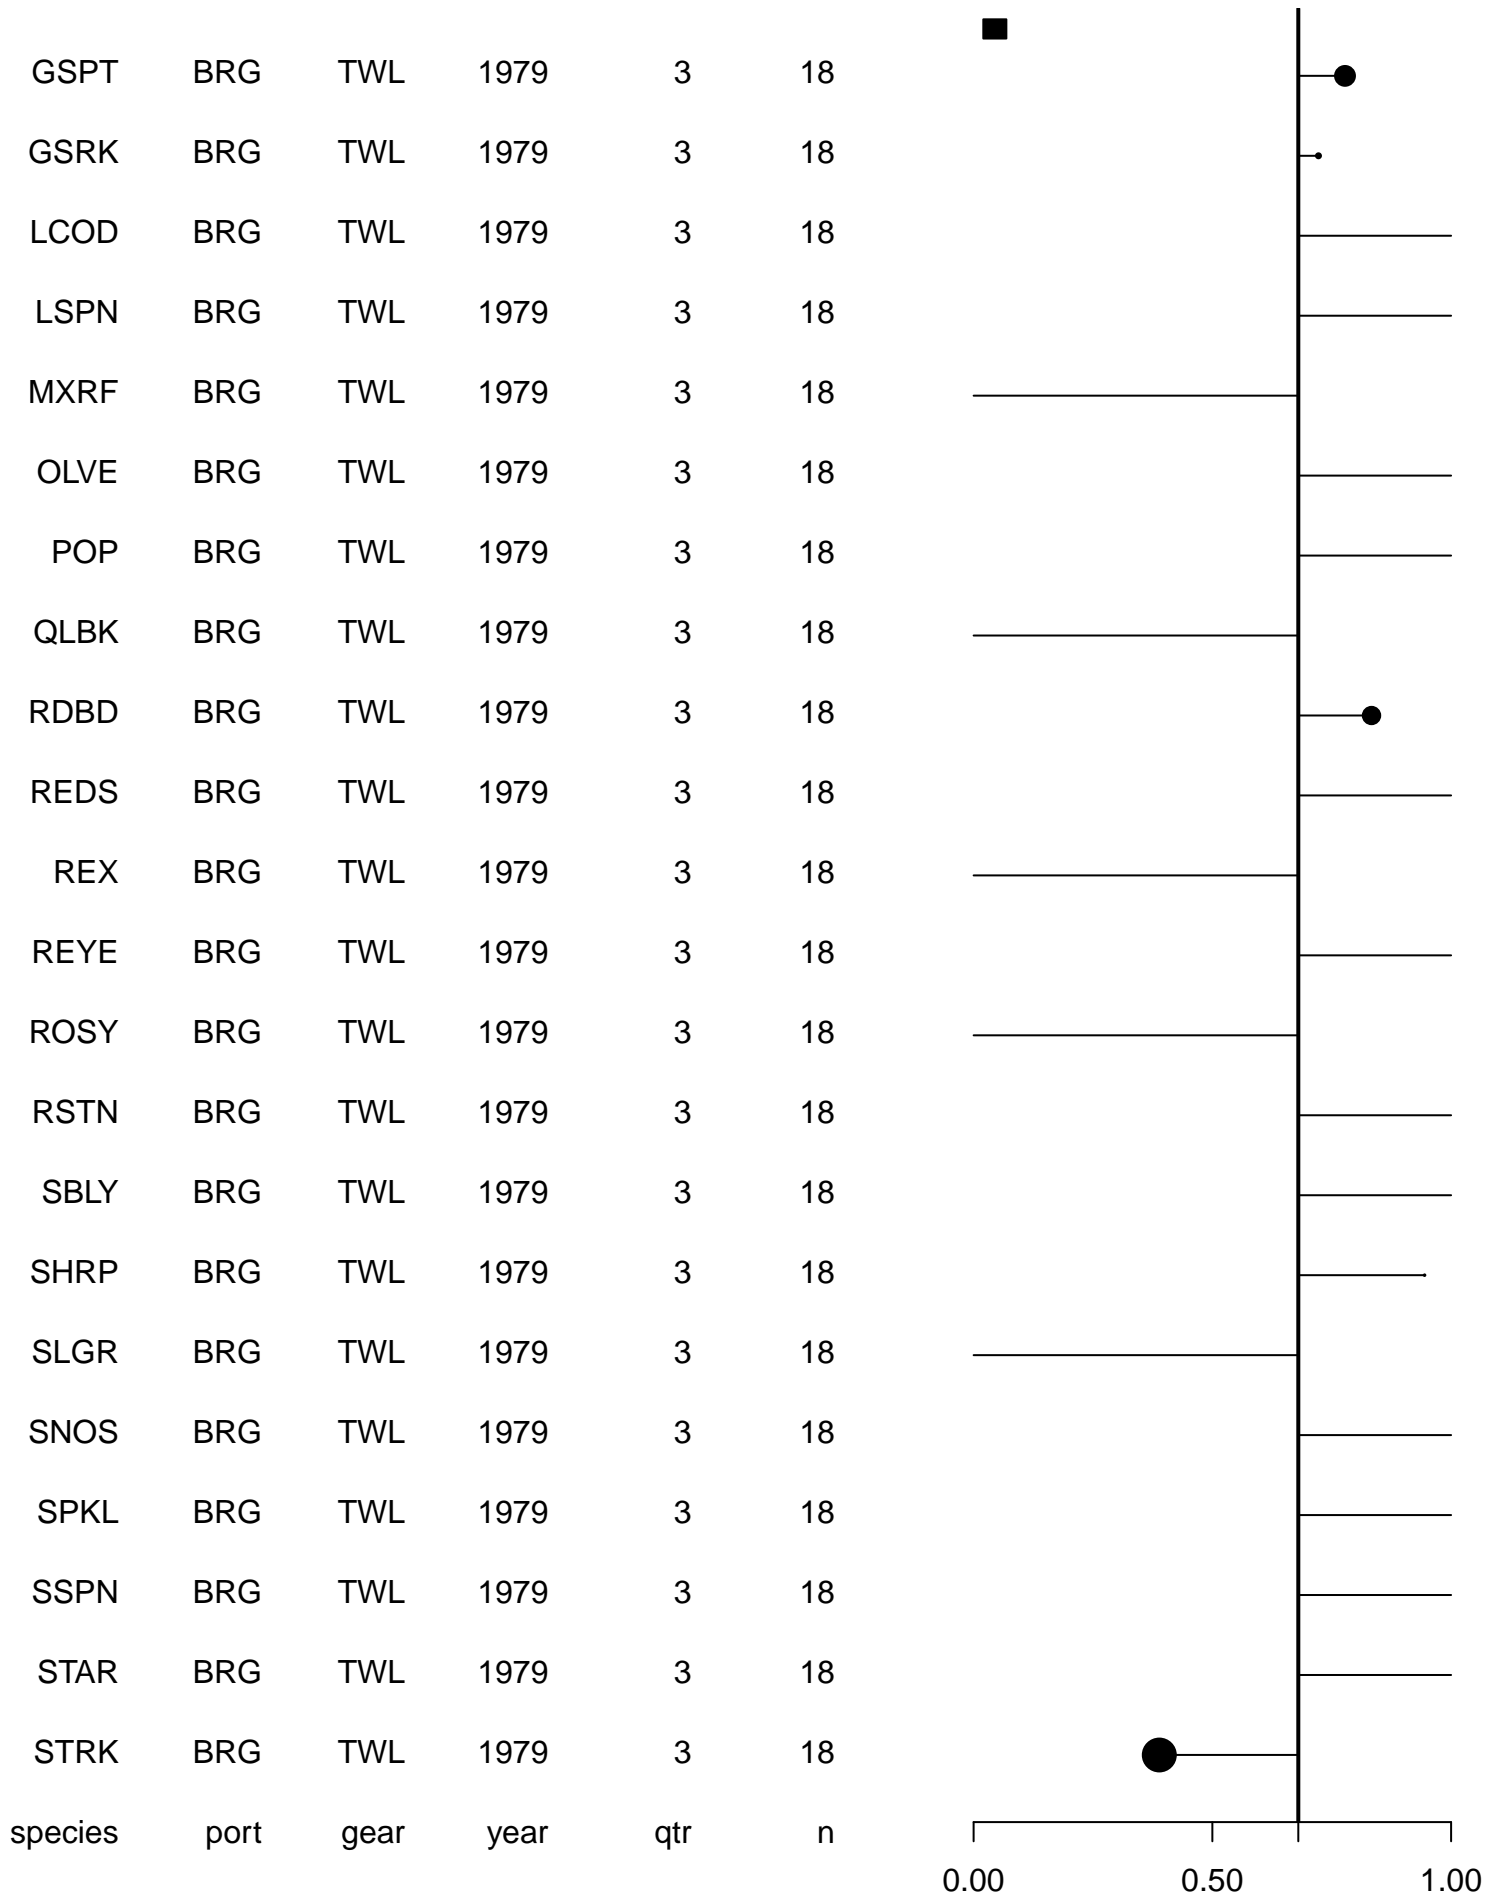 GSPT BRG TWL 1979 3 18
GSRK BRG TWL 1979 3 18
LCOD BRG TWL 1979 3 18
LSPN BRG TWL 1979 3 18
MXRF BRG TWL 1979 3 18
OLVE BRG TWL 1979 3 18
POP BRG TWL 1979 3 18
QLBK BRG TWL 1979 3 18
RDBD BRG TWL 1979 3 18
REDS BRG TWL 1979 3 18
REX BRG TWL 1979 3 18
REYE BRG TWL 1979 3 18
ROSY BRG TWL 1979 3 18
RSTN BRG TWL 1979 3 18
SBLY BRG TWL 1979 3 18
SHRP BRG TWL 1979 3 18
SLGR BRG TWL 1979 3 18
SNOS BRG TWL 1979 3 18
SPKL BRG TWL 1979 3 18
SSPN BRG TWL 1979 3 18
STAR BRG TWL 1979 3 18
STRK BRG TWL 1979 3 18
species port gear year qtr n
0.00 0.50 1.00